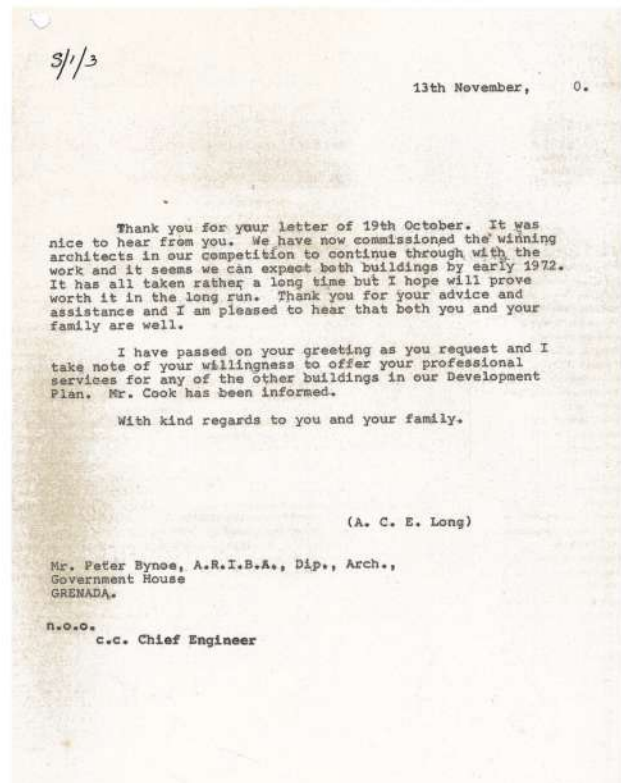 S/1/3
13th November, 0.
Thank you for your letter of 19th October. It was
nice to hear from you. We have now commissioned the winning
architects in our competition to continue through with the
work and it seems we can expect both buildings by early 1972.
It has all taken rather a long time but I hope will prove
worth it in the long run. Thank you for your advice and
assistance and I am pleased to hear that both you and your
family are well.
I have passed on your greeting as you request and I
take note of your willingness to offer your professional
services for any of the other buildings in our Development
Plan. Mr. Cook has been informed.
With kind regards to you and your family.
(A. C. E. Long)
Mr. Peter Bynoe, A.R.I.B.A., Dip., Arch.,
Government House
GRENADA.
n.o.o.
c.c. Chief Engineer